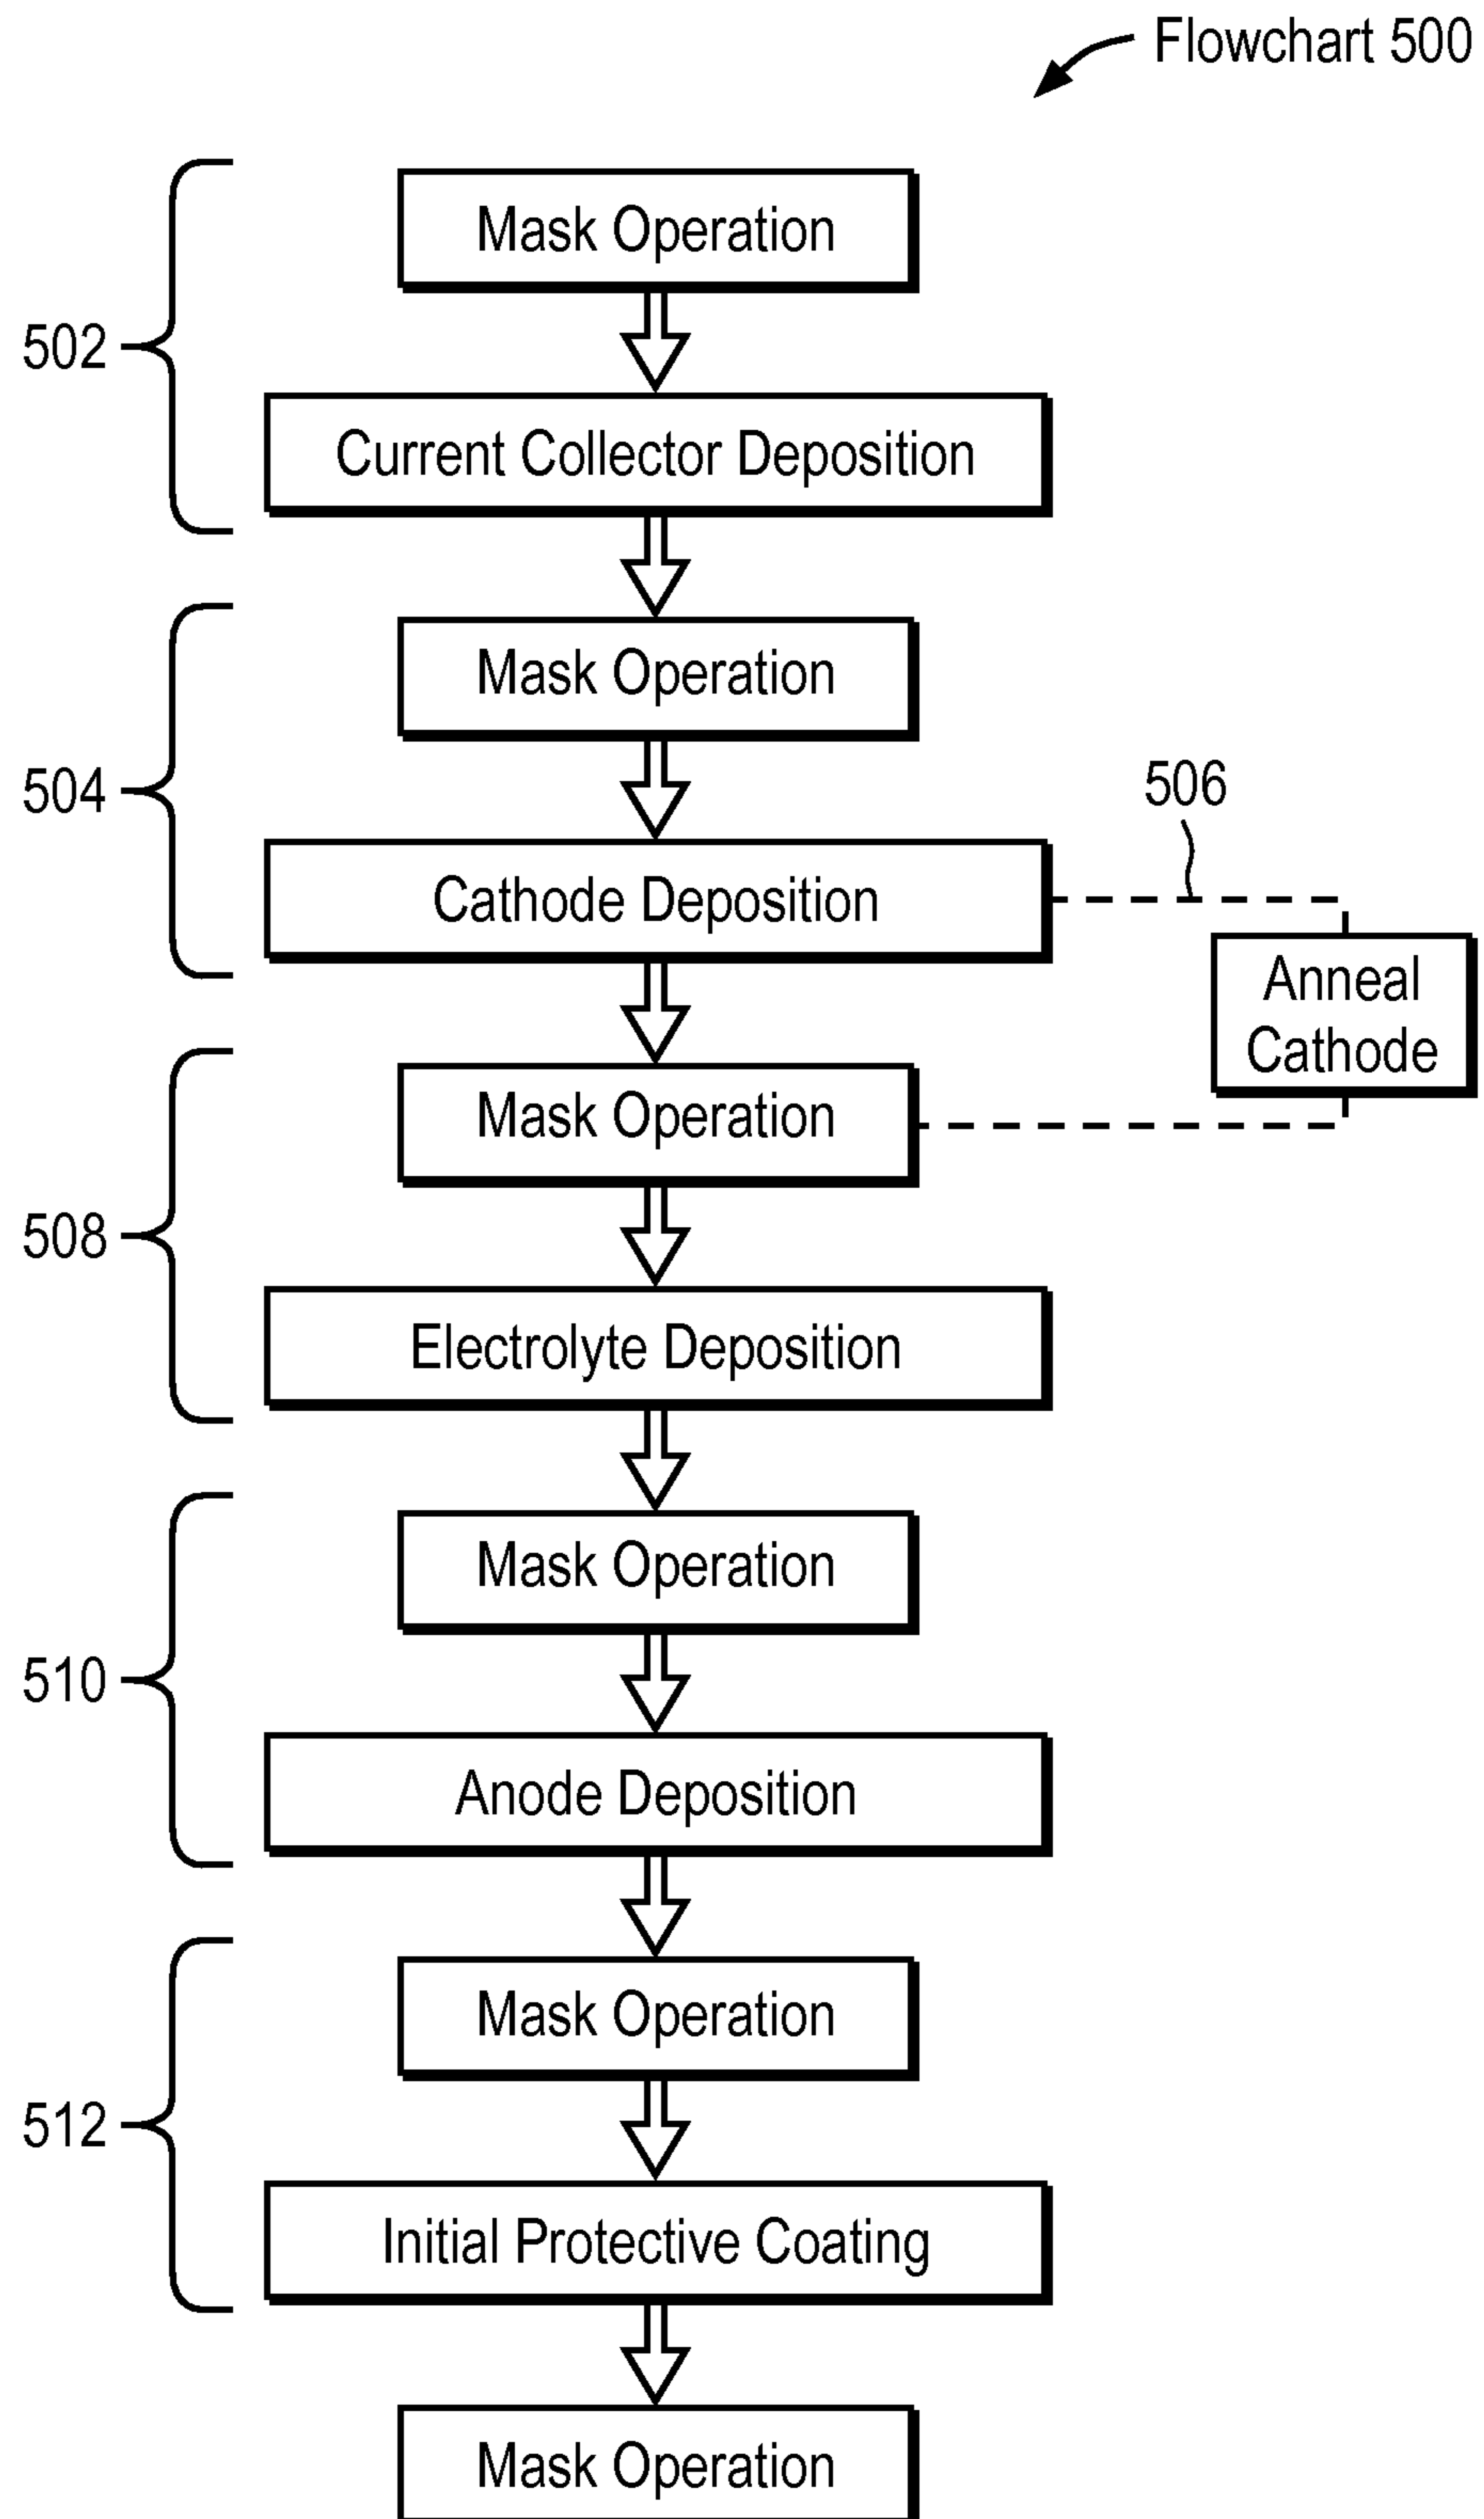 Flowchart 500
Mask Operation
502
Current Collector Deposition
Mask Operation
504
506
Cathode Deposition
Anneal
Cathode
Mask Operation
508
Electrolyte Deposition
Mask Operation
510
Anode Deposition
Mask Operation
512
Initial Protective Coating
Mask Operation